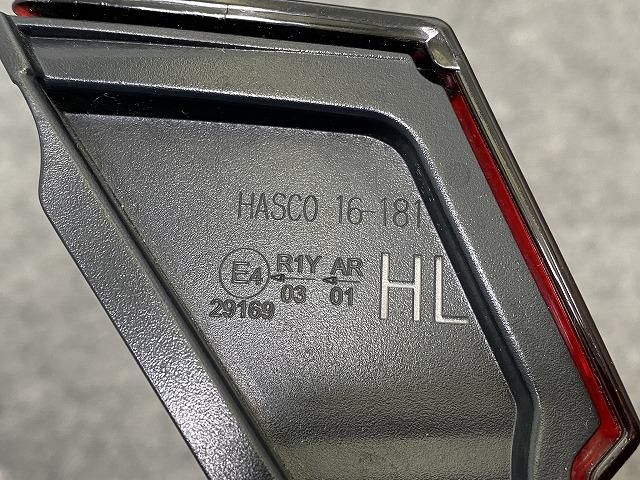 HASCO 16-181
E4 R1Y AR
29169 03 01
HL